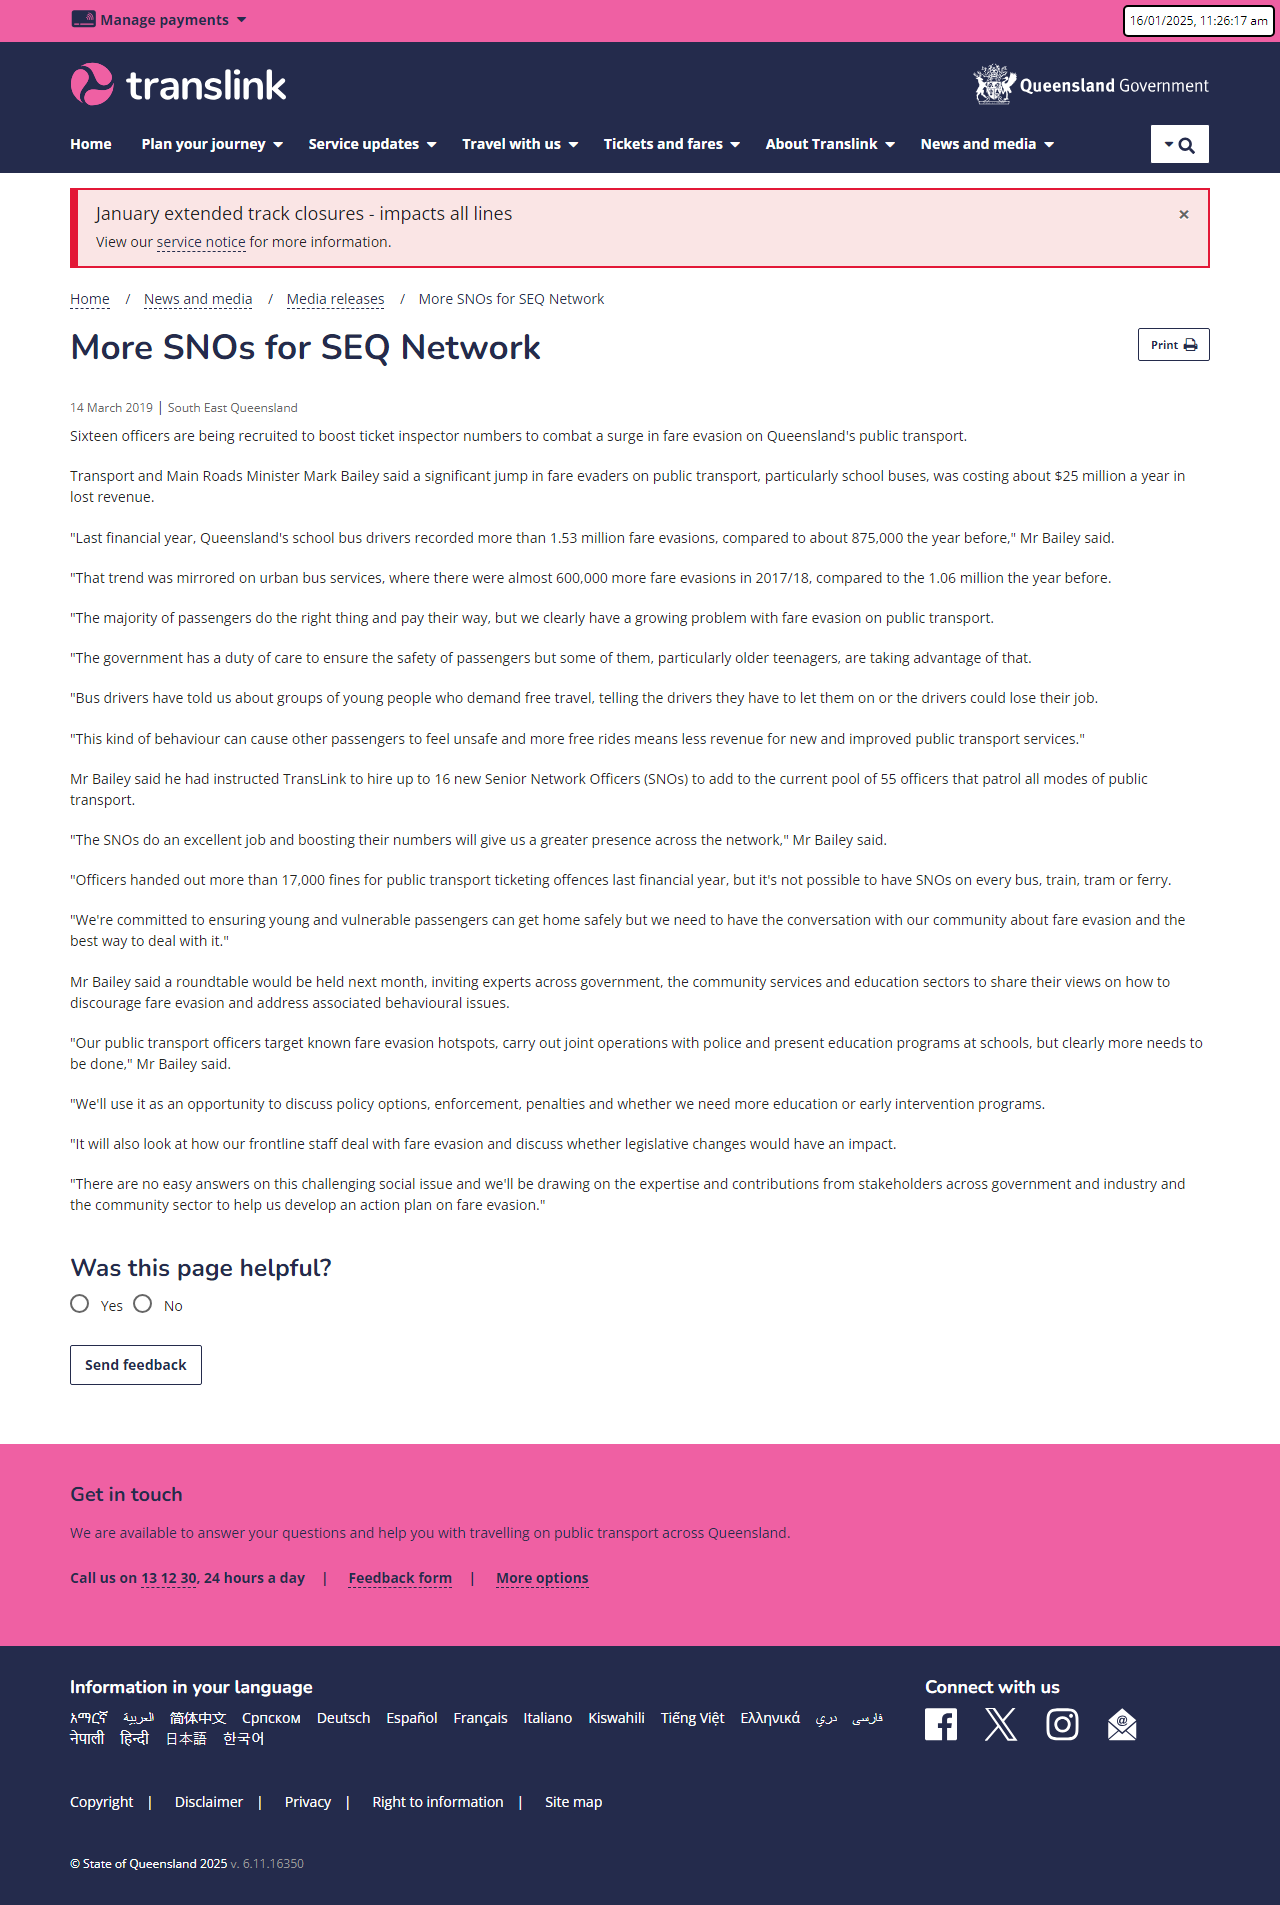 Manage payments
16/01/2025, 11:26:17 am
translink
Queensland Government
Home Plan your journey Service updates Travel with us Tickets and fares About Translink News and media
January extended track closures - impacts all lines
×
View our service notice for more information.
Home / News and media / Media releases / More SNOs for SEQ Network
More SNOs for SEQ Network
Print
14 March 2019 | South East Queensland
Sixteen officers are being recruited to boost ticket inspector numbers to combat a surge in fare evasion on Queensland's public transport.
Transport and Main Roads Minister Mark Bailey said a significant jump in fare evaders on public transport, particularly school buses, was costing about $25 million a year in
lost revenue.
"Last financial year, Queensland's school bus drivers recorded more than 1.53 million fare evasions, compared to about 875,000 the year before," Mr Bailey said.
"That trend was mirrored on urban bus services, where there were almost 600,000 more fare evasions in 2017/18, compared to the 1.06 million the year before.
"The majority of passengers do the right thing and pay their way, but we clearly have a growing problem with fare evasion on public transport.
"The government has a duty of care to ensure the safety of passengers but some of them, particularly older teenagers, are taking advantage of that.
"Bus drivers have told us about groups of young people who demand free travel, telling the drivers they have to let them on or the drivers could lose their job.
"This kind of behaviour can cause other passengers to feel unsafe and more free rides means less revenue for new and improved public transport services."
Mr Bailey said he had instructed TransLink to hire up to 16 new Senior Network Officers (SNOs) to add to the current pool of 55 officers that patrol all modes of public
transport.
"The SNOs do an excellent job and boosting their numbers will give us a greater presence across the network," Mr Bailey said.
"Officers handed out more than 17,000 fines for public transport ticketing offences last financial year, but it's not possible to have SNOs on every bus, train, tram or ferry.
"We're committed to ensuring young and vulnerable passengers can get home safely but we need to have the conversation with our community about fare evasion and the
best way to deal with it."
Mr Bailey said a roundtable would be held next month, inviting experts across government, the community services and education sectors to share their views on how to
discourage fare evasion and address associated behavioural issues.
"Our public transport officers target known fare evasion hotspots, carry out joint operations with police and present education programs at schools, but clearly more needs to
be done," Mr Bailey said.
"We'll use it as an opportunity to discuss policy options, enforcement, penalties and whether we need more education or early intervention programs.
"It will also look at how our frontline staff deal with fare evasion and discuss whether legislative changes would have an impact.
"There are no easy answers on this challenging social issue and we'll be drawing on the expertise and contributions from stakeholders across government and industry and
the community sector to help us develop an action plan on fare evasion."
Was this page helpful?
Yes No
Send feedback
Get in touch
We are available to answer your questions and help you with travelling on public transport across Queensland.
Call us on 13 12 30, 24 hours a day | Feedback form | More options
Information in your language
Connect with us
አማርኛ العربية 简体中文 Српском Deutsch Español Français Italiano Kiswahili Tiếng Việt Ελληνικά دري فارسی
नेपाली हिन्दी 日本語 한국어
Copyright | Disclaimer | Privacy | Right to information | Site map
© State of Queensland 2025 v. 6.11.16350